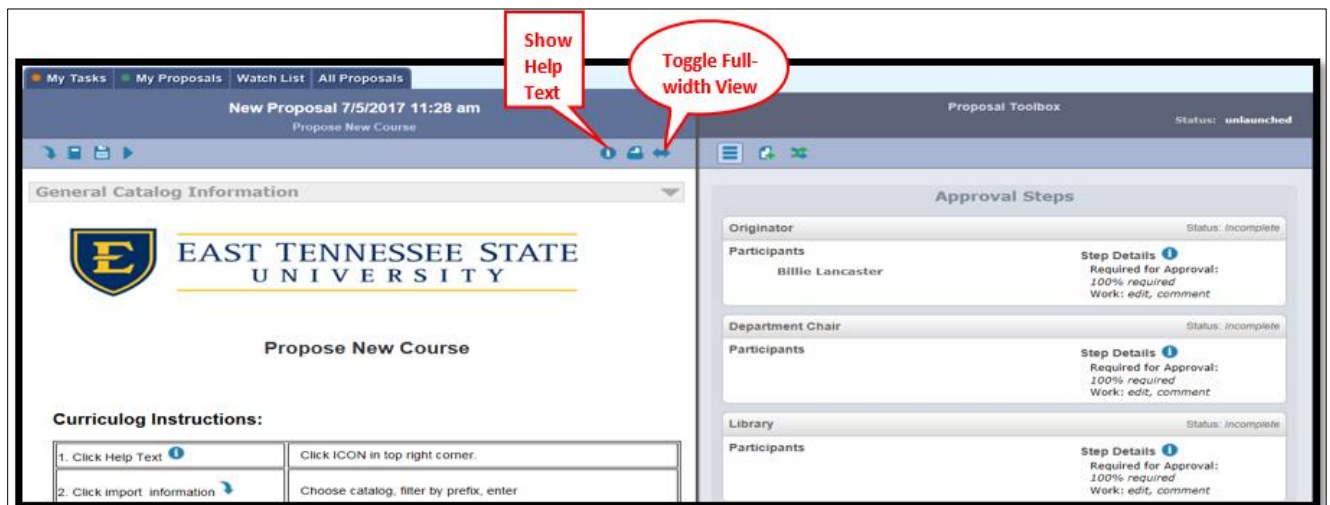 Show
Help
Text
Toggle Full-
width View
My Tasks My Proposals Watch List All Proposals
New Proposal 7/5/2017 11:28 am
Propose New Course
Proposal Toolbox
Status: unlaunched
General Catalog Information
E
EAST TENNESSEE STATE
UNIVERSITY
Propose New Course
Curriculog Instructions:
1. Click Help Text
Click ICON in top right corner.
2. Click import information
Choose catalog, filter by prefix, enter
Approval Steps
Originator Status: Incomplete
Participants
Billie Lancaster
Step Details
Required for Approval:
100% required
Work: edit, comment
Department Chair Status: Incomplete
Participants
Step Details
Required for Approval:
100% required
Work: edit, comment
Library Status: Incomplete
Participants
Step Details
Required for Approval:
100% required
Work: edit, comment